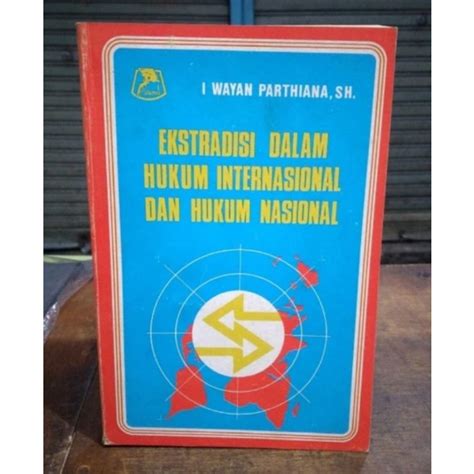 I WAYAN PARTHIANA, SH.
EKSTRADISI DALAM
HUKUM INTERNASIONAL
DAN HUKUM NASIONAL